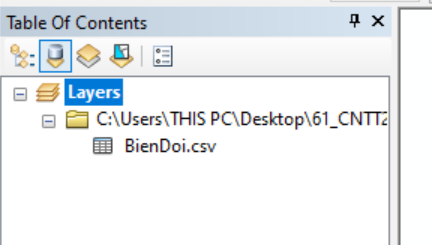 Table Of Contents
Layers
C:\Users\THIS PC\Desktop\61_CNTT2
BienDoi.csv